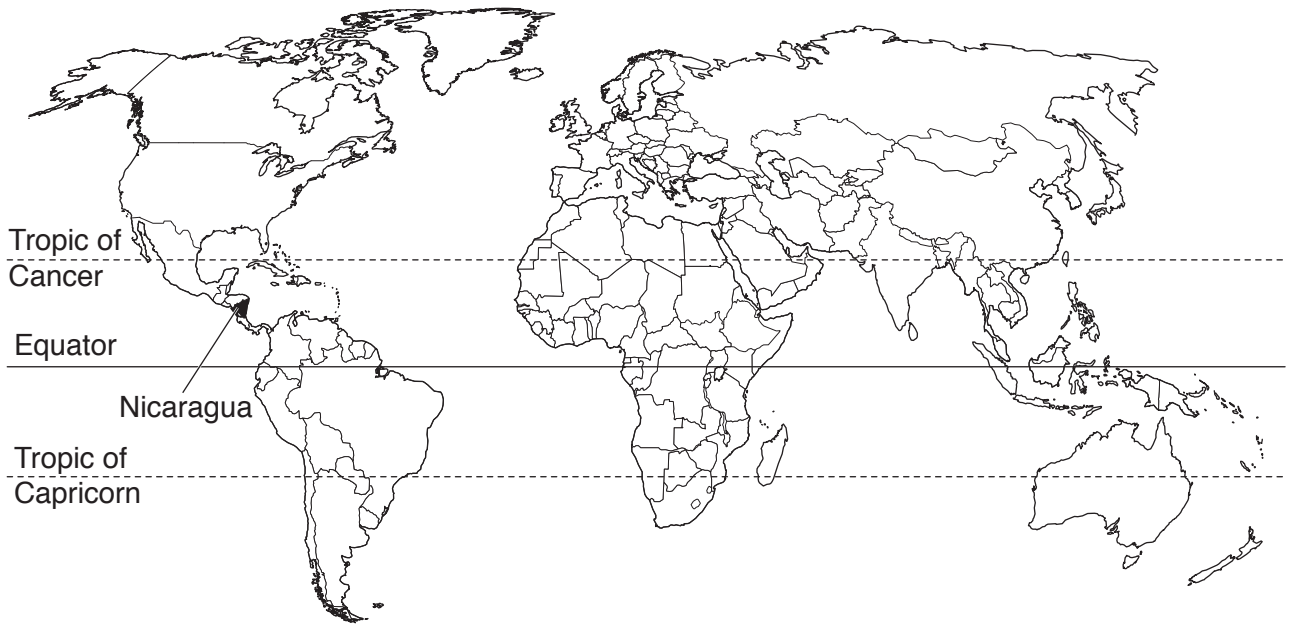 Tropic of
Cancer
Equator
Nicaragua
Tropic of
Capricorn